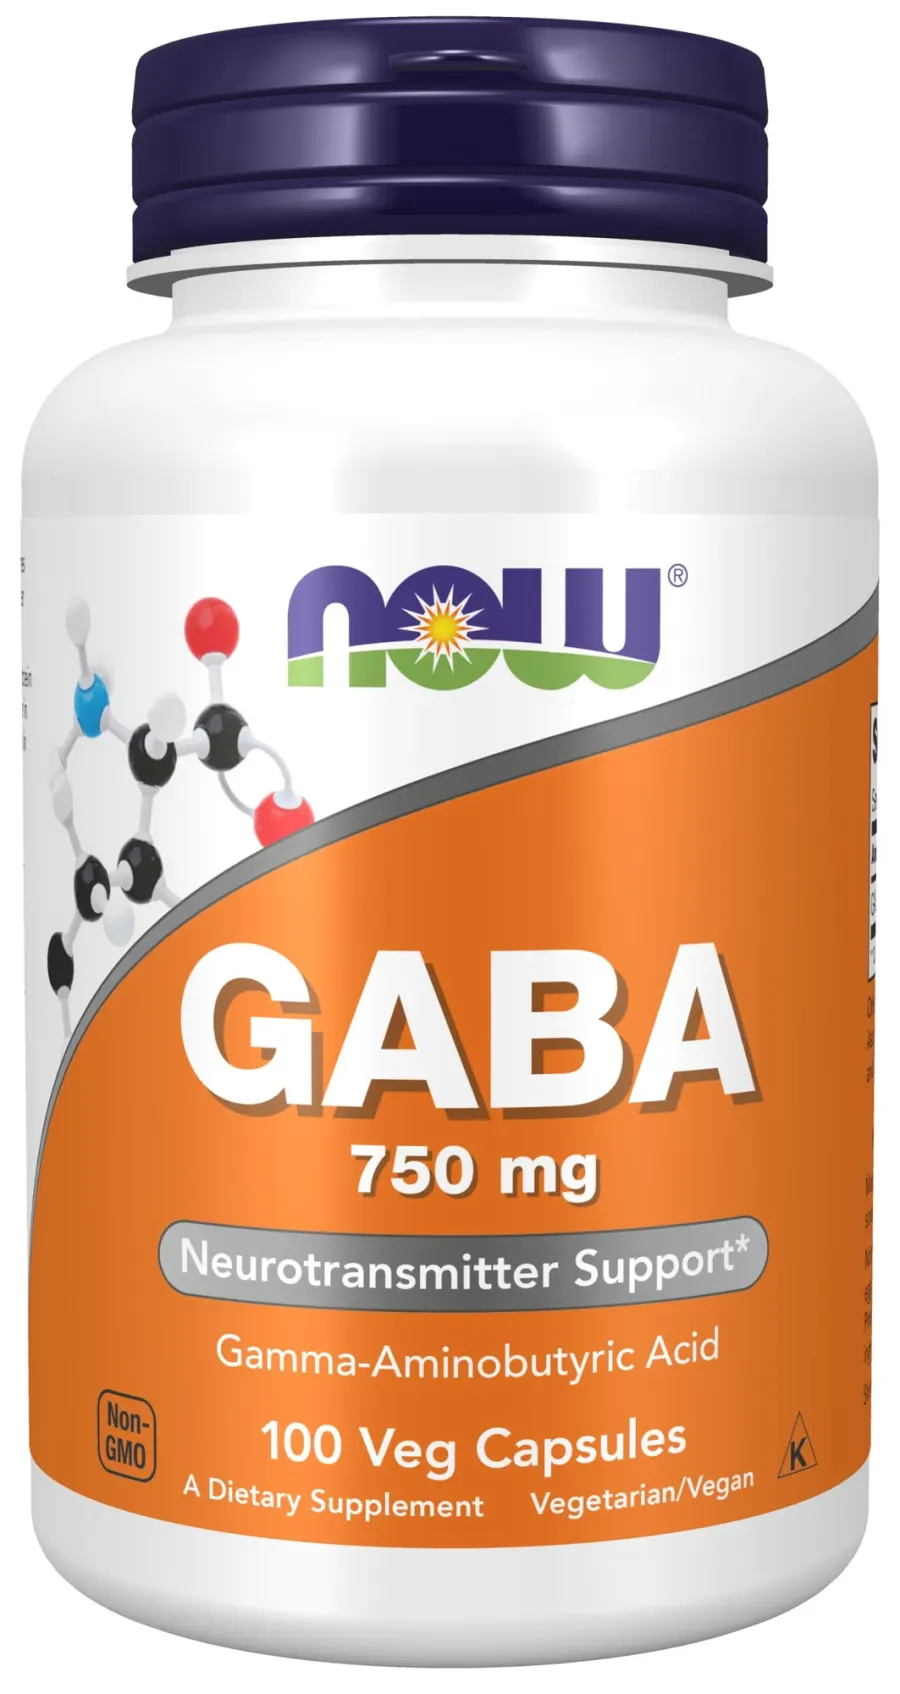 now®
GABA
750 mg
Neurotransmitter Support*
Gamma-Aminobutyric Acid
Non-
GMO
100 Veg Capsules
K
A Dietary Supplement
Vegetarian/Vegan